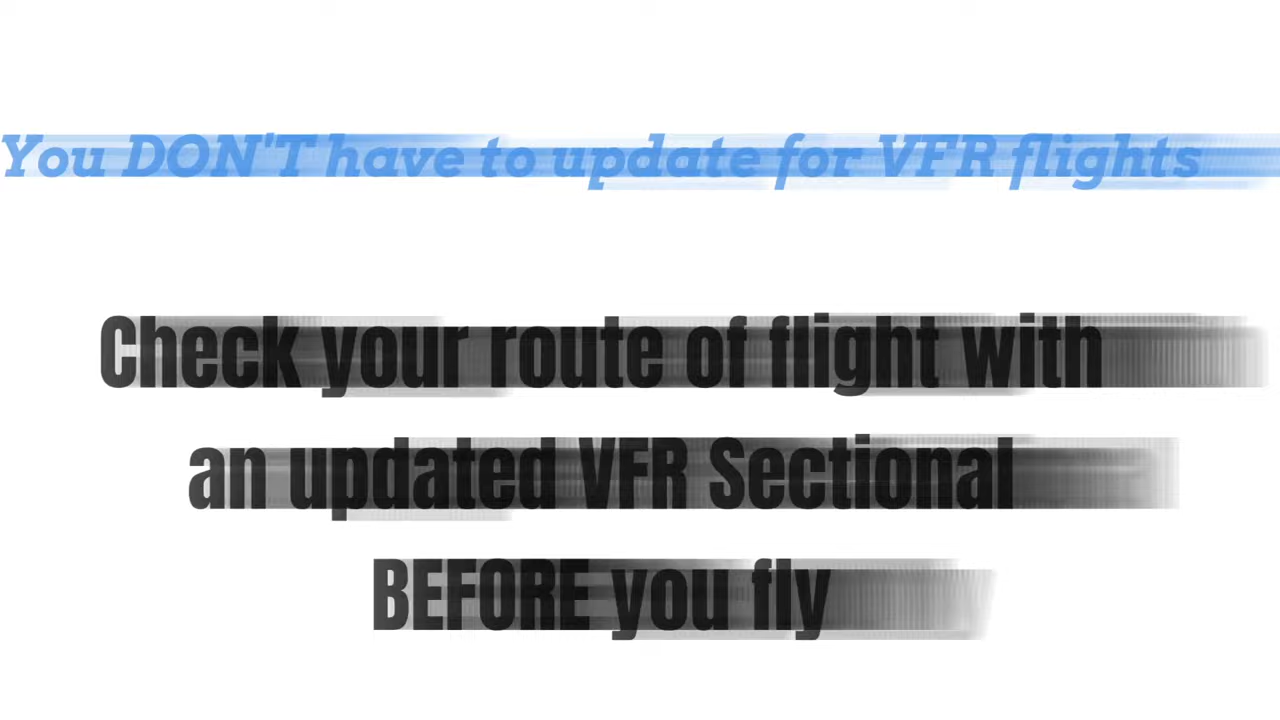 You DON'T have to update for VFR flights
Check your route of flight with
an updated VFR Sectional
BEFORE you fly